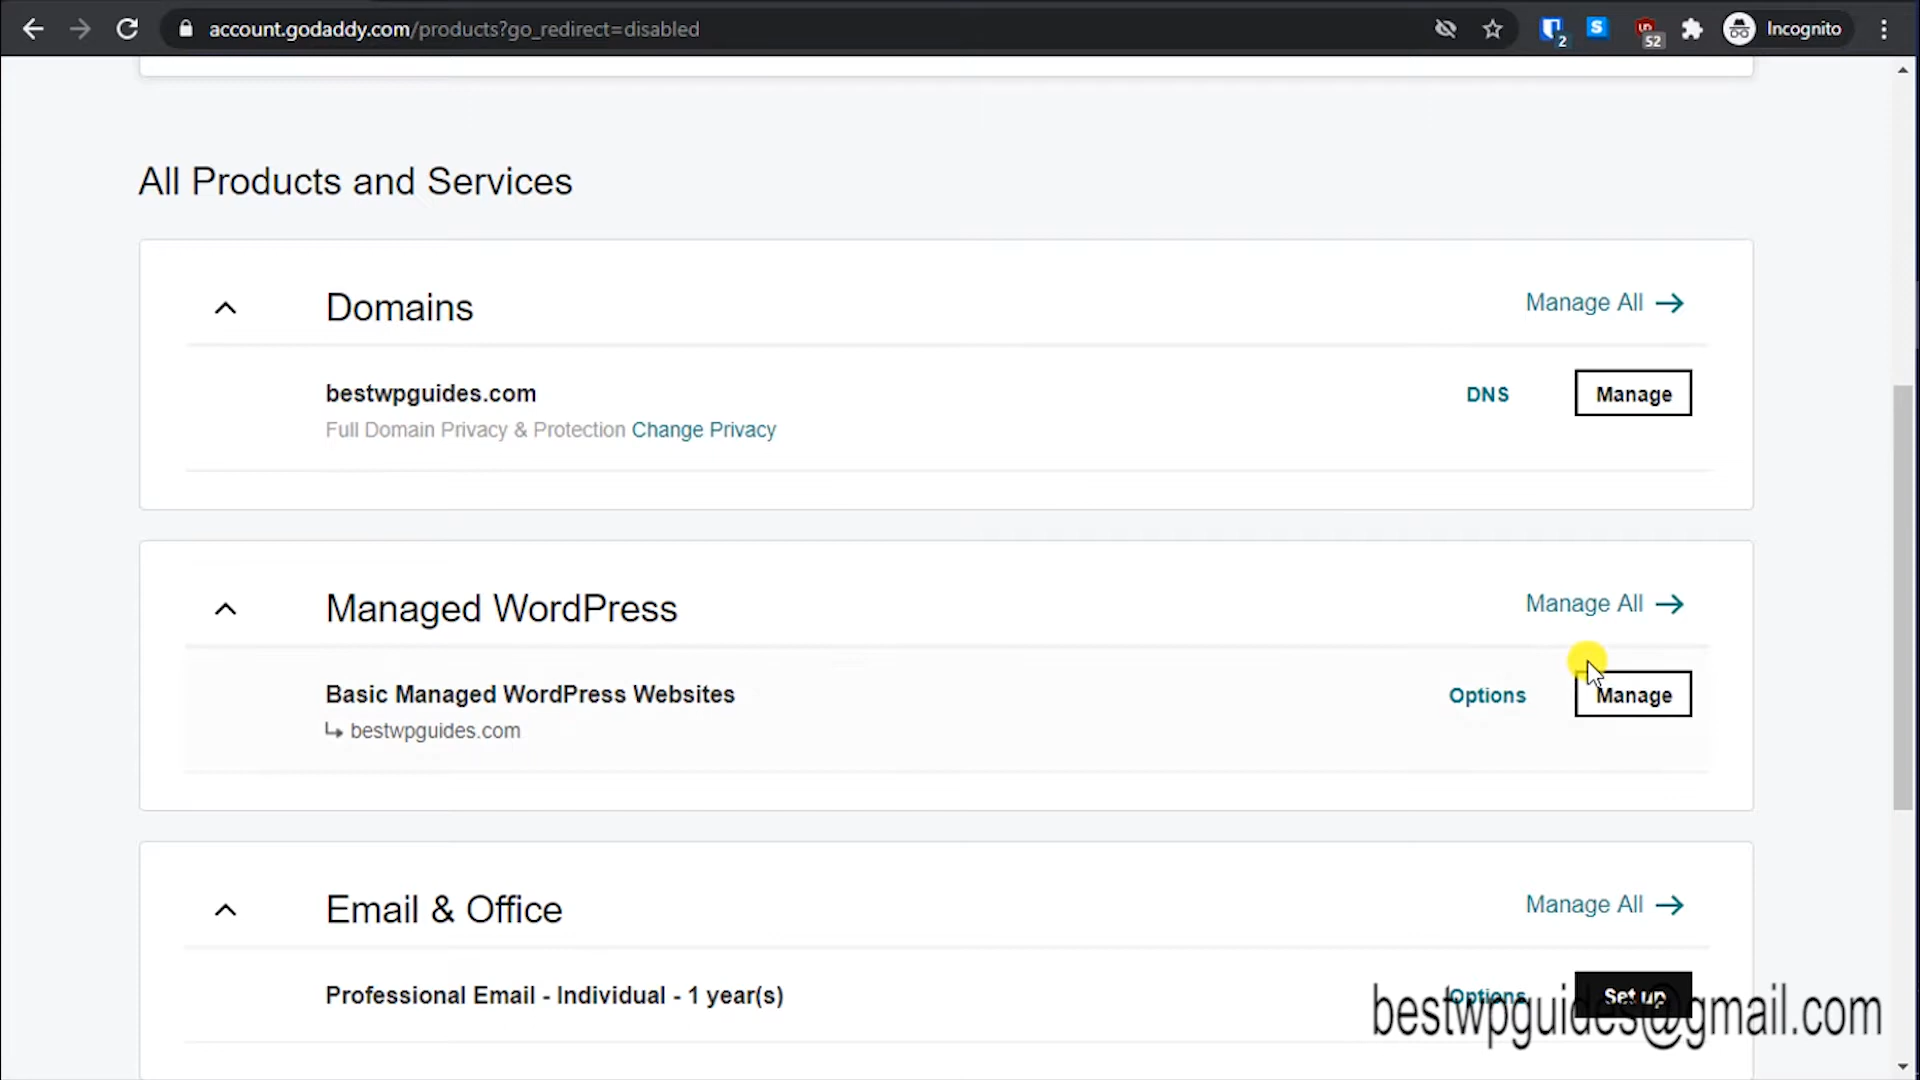 account.godaddy.com/products?go_redirect=disabled
2
S
52
Incognito
All Products and Services
Domains
Manage All
bestwpguides.com
DNS
Manage
Full Domain Privacy & Protection Change Privacy
Managed WordPress
Manage All
Basic Managed WordPress Websites
Options
Manage
bestwpguides.com
Email & Office
Manage All
Professional Email - Individual - 1 year(s)
Options
Set up
bestwpguides@gmail.com